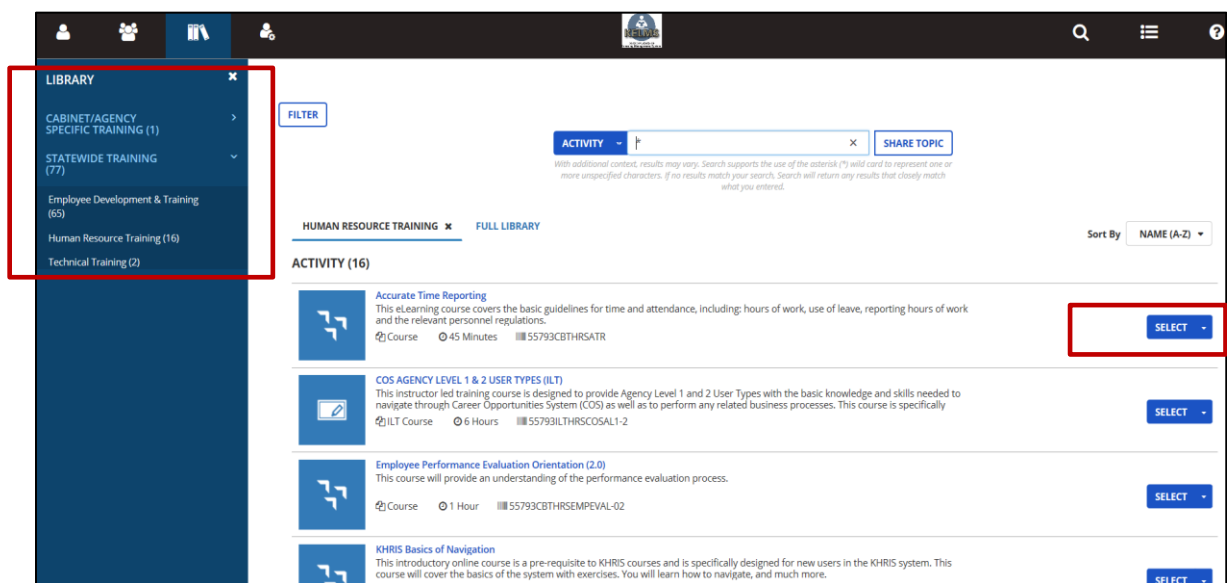 LIBRARY
CABINET/AGENCY
SPECIFIC TRAINING (1)
STATEWIDE TRAINING
(77)
Employee Development & Training
(65)
Human Resource Training (16)
Technical Training (2)
FILTER
ACTIVITY
*
SHARE TOPIC
With additional context, results may vary. Search supports the use of the asterisk (*) wild card to represent one or
more unspecified characters. If no results match your search, Search will return any results that closely match
what you entered.
HUMAN RESOURCE TRAINING
FULL LIBRARY
Sort By NAME (A-Z)
ACTIVITY (16)
Accurate Time Reporting
This eLearning course covers the basic guidelines for time and attendance, including: hours of work, use of leave, reporting hours of work
and the relevant personnel regulations.
Course 45 Minutes 55793CBTHRSATR
SELECT
COS AGENCY LEVEL 1 & 2 USER TYPES (ILT)
This instructor led training course is designed to provide Agency Level 1 and 2 User Types with the basic knowledge and skills needed to
navigate through Career Opportunities System (COS) as well as to perform any related business processes. This course is specifically
ILT Course 6 Hours 55793ILTHRSCOSAL1-2
SELECT
Employee Performance Evaluation Orientation (2.0)
This course will provide an understanding of the performance evaluation process.
Course 1 Hour 55793CBTHRSEMPEVAL-02
SELECT
KHRIS Basics of Navigation
This introductory online course is a pre-requisite to KHRIS courses and is specifically designed for new users in the KHRIS system. This
course will cover the basics of the system with exercises. You will learn how to navigate, and much more.
SELECT